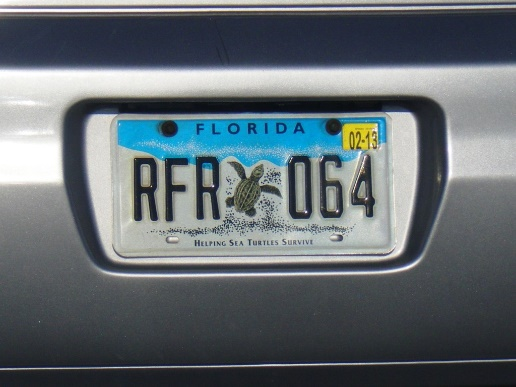 FLORIDA
02-13
RFR 064
HELPING SEA TURTLES SURVIVE